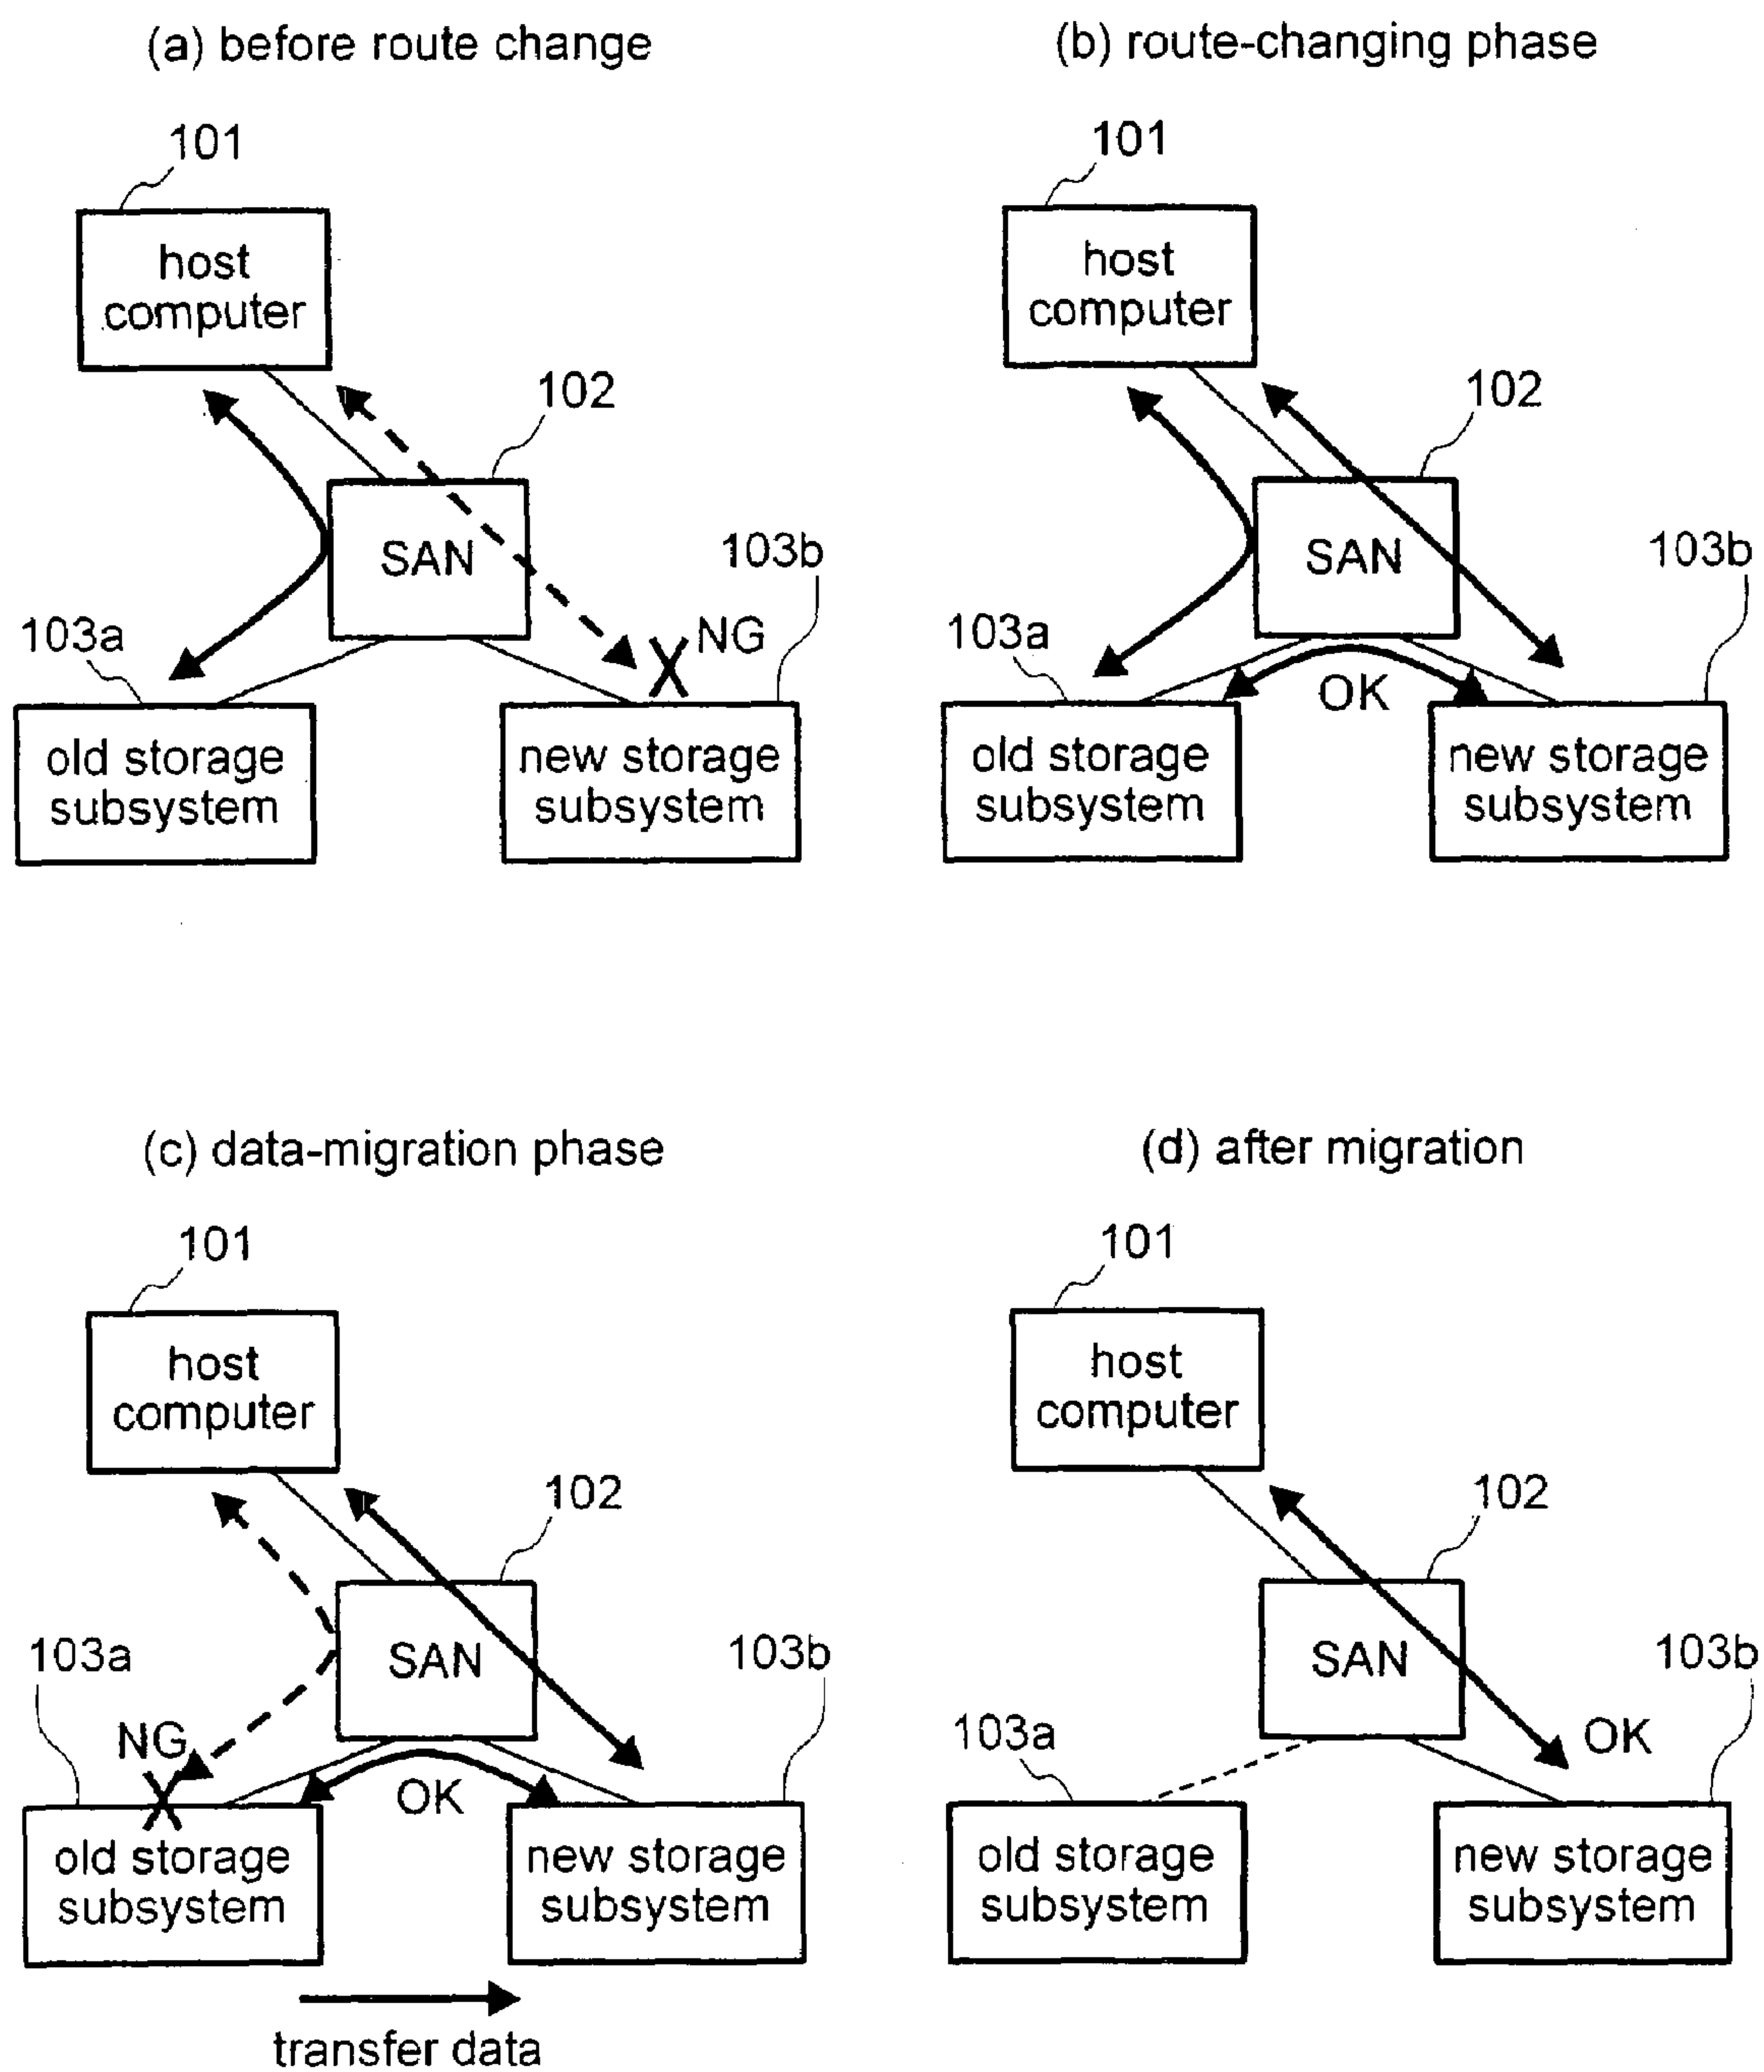 (a) before route change
101
host
computer
102
SAN
103b
NG
103a
old storage
subsystem
new storage
subsystem
(b) route-changing phase
101
host
computer
102
SAN
103b
103a
OK
old storage
subsystem
new storage
subsystem
(c) data-migration phase
101
host
computer
102
SAN
103a
103b
NG
OK
old storage
subsystem
new storage
subsystem
transfer data
(d) after migration
101
host
computer
102
SAN
103b
103a
OK
old storage
subsystem
new storage
subsystem